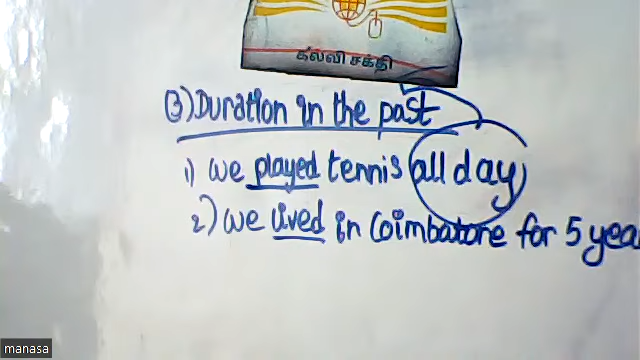 கல்வி சக்தி
③) Duration in the past
1) we played tennis all day
2) we lived in Coimbatore for 5 yea
manasa